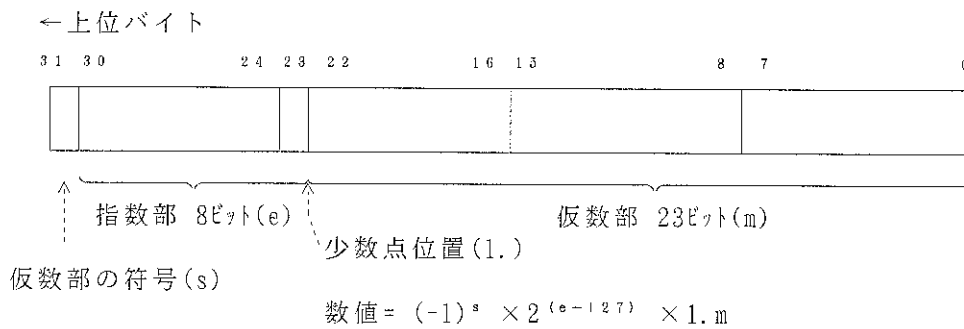 ←上位バイト
31 30 24 23 22 16 15 8 7
指数部 8ビット(e) 仮数部 23ビット(m)
少数点位置(1.)
仮数部の符号(s)
数値= (-1)^s ×2^(e-127) ×1.m